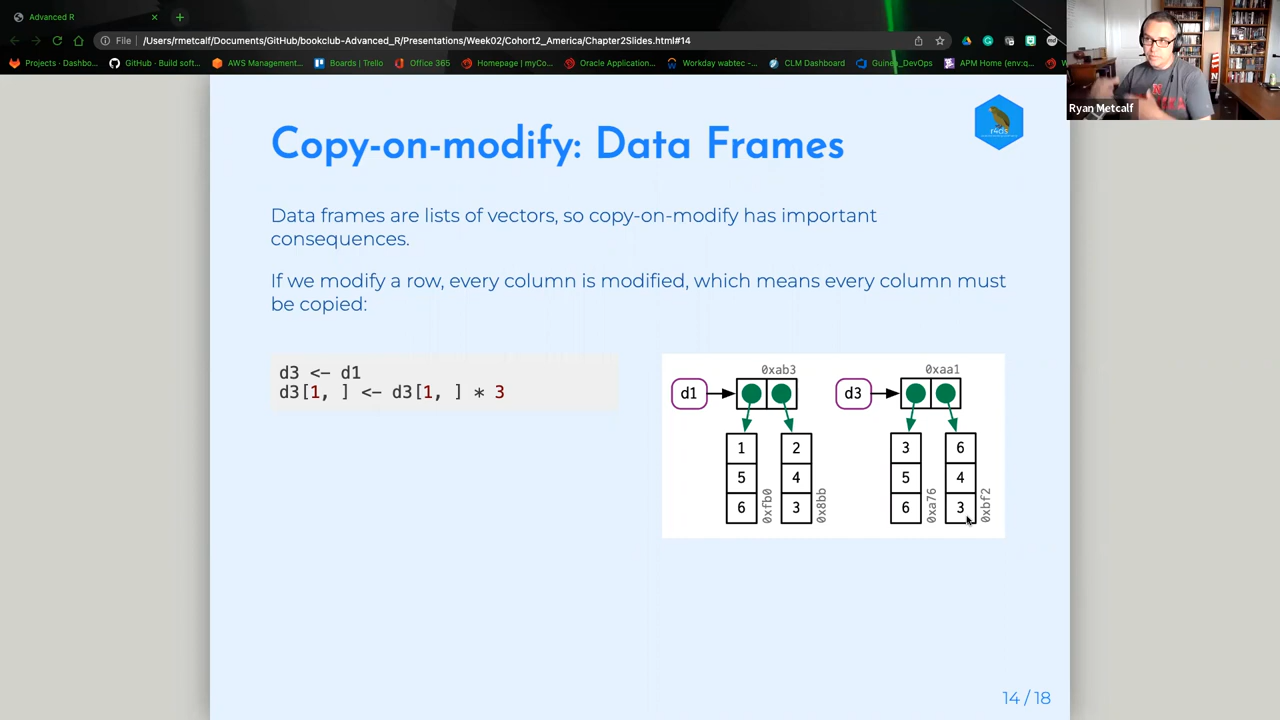 Advanced R
File
/Users/rmetcalf/Documents/GitHub/bookclub-Advanced_R/Presentations/Week02/Cohort2_America/Chapter2Slides.html#14
Projects · Dashbo...
GitHub · Build soft...
AWS Management...
Boards | Trello
Office 365
Homepage | myCo...
Oracle Application...
Workday wabtec -...
CLM Dashboard
Guinea_DevOps
APM Home (env:q...
Ryan Metcalf
r4ds
Copy-on-modify: Data Frames
Data frames are lists of vectors, so copy-on-modify has important
consequences.
If we modify a row, every column is modified, which means every column must
be copied:
d3 <- d1
d3[1, ] <- d3[1, ] * 3
0xab3
0xaa1
d1
d3
1 2 3 6
5 4 5 4
6 3 6 3
0xfb0
0x8bb
0xa76
0xbf2
14 / 18